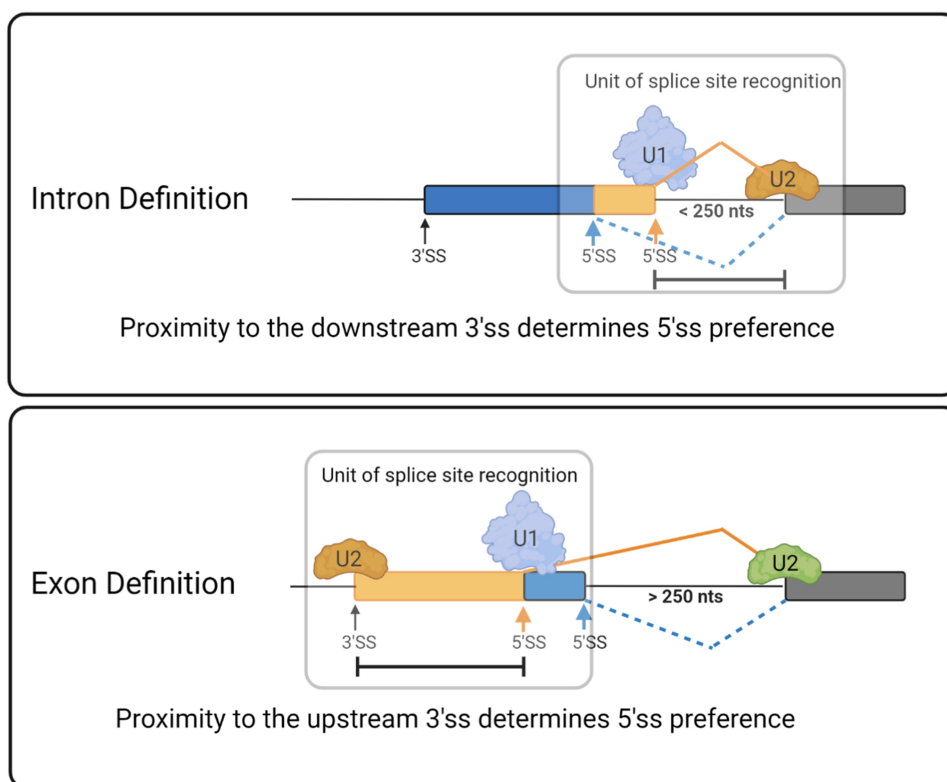 Unit of splice site recognition
U1
U2
Intron Definition
< 250 nts
3'SS
5'SS
5'SS
Proximity to the downstream 3'ss determines 5'ss preference
Unit of splice site recognition
U2
U1
U2
Exon Definition
> 250 nts
3'SS
5'SS
5'SS
Proximity to the upstream 3'ss determines 5'ss preference